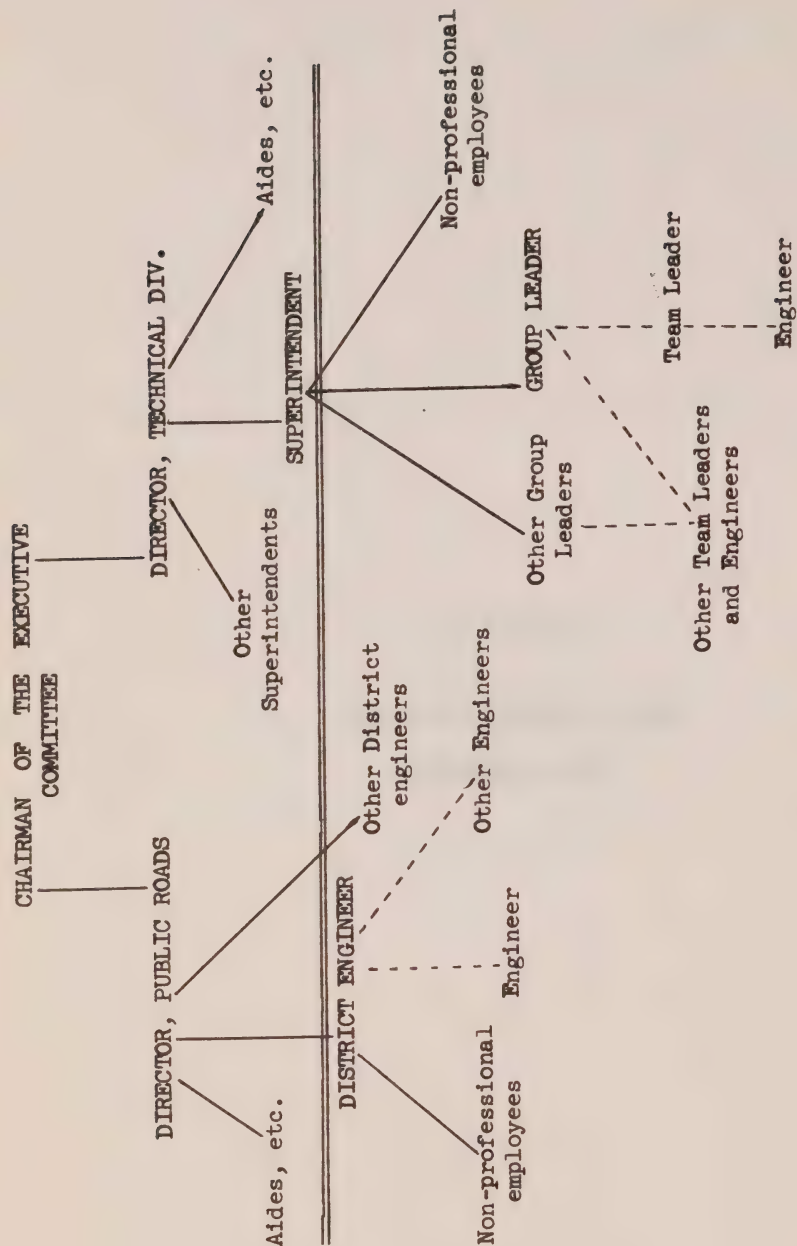 CHAIRMAN OF THE EXECUTIVE
COMMITTEE
DIRECTOR, PUBLIC ROADS
DIRECTOR, TECHNICAL DIV.
Aides, etc.
Other
Superintendents
Aides, etc.
SUPERINTENDENT
DISTRICT ENGINEER
Other District
engineers
Non-professional
employees
Non-professional
employees
Engineer
Other Engineers
Other Group
Leaders
GROUP LEADER
Other Team Leaders
and Engineers
Team Leader
Engineer